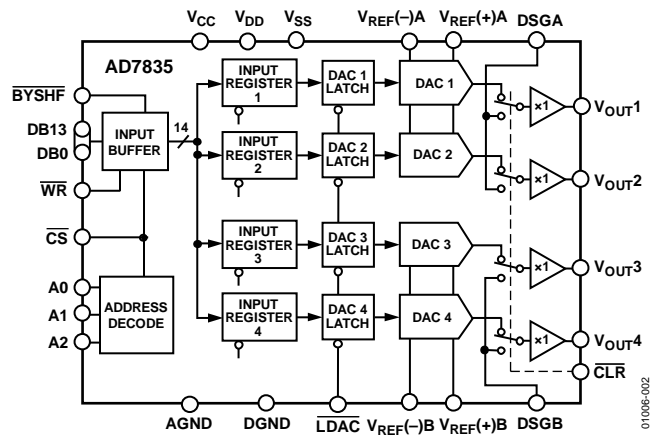 VCC VDD VSS VREF(–)A VREF(+)A DSGA
AD7835
BYSHF
DB13
DB0
WR
CS
A0
A1
A2
INPUT
BUFFER
14
ADDRESS
DECODE
INPUT
REGISTER
1
DAC 1
LATCH
DAC 1
×1
VOUT1
INPUT
REGISTER
2
DAC 2
LATCH
DAC 2
×1
VOUT2
INPUT
REGISTER
3
DAC 3
LATCH
DAC 3
×1
VOUT3
INPUT
REGISTER
4
DAC 4
LATCH
DAC 4
×1
VOUT4
CLR
AGND DGND LDAC VREF(–)B VREF(+)B DSGB
01006-002